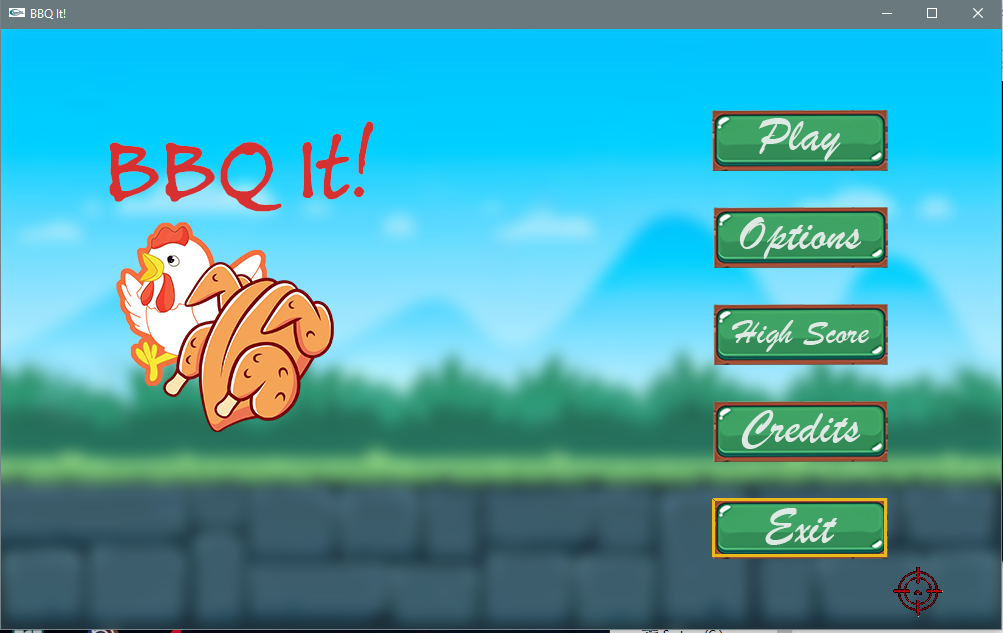 BBQ It!
BBQ It!
Play
Options
High Score
Credits
Exit